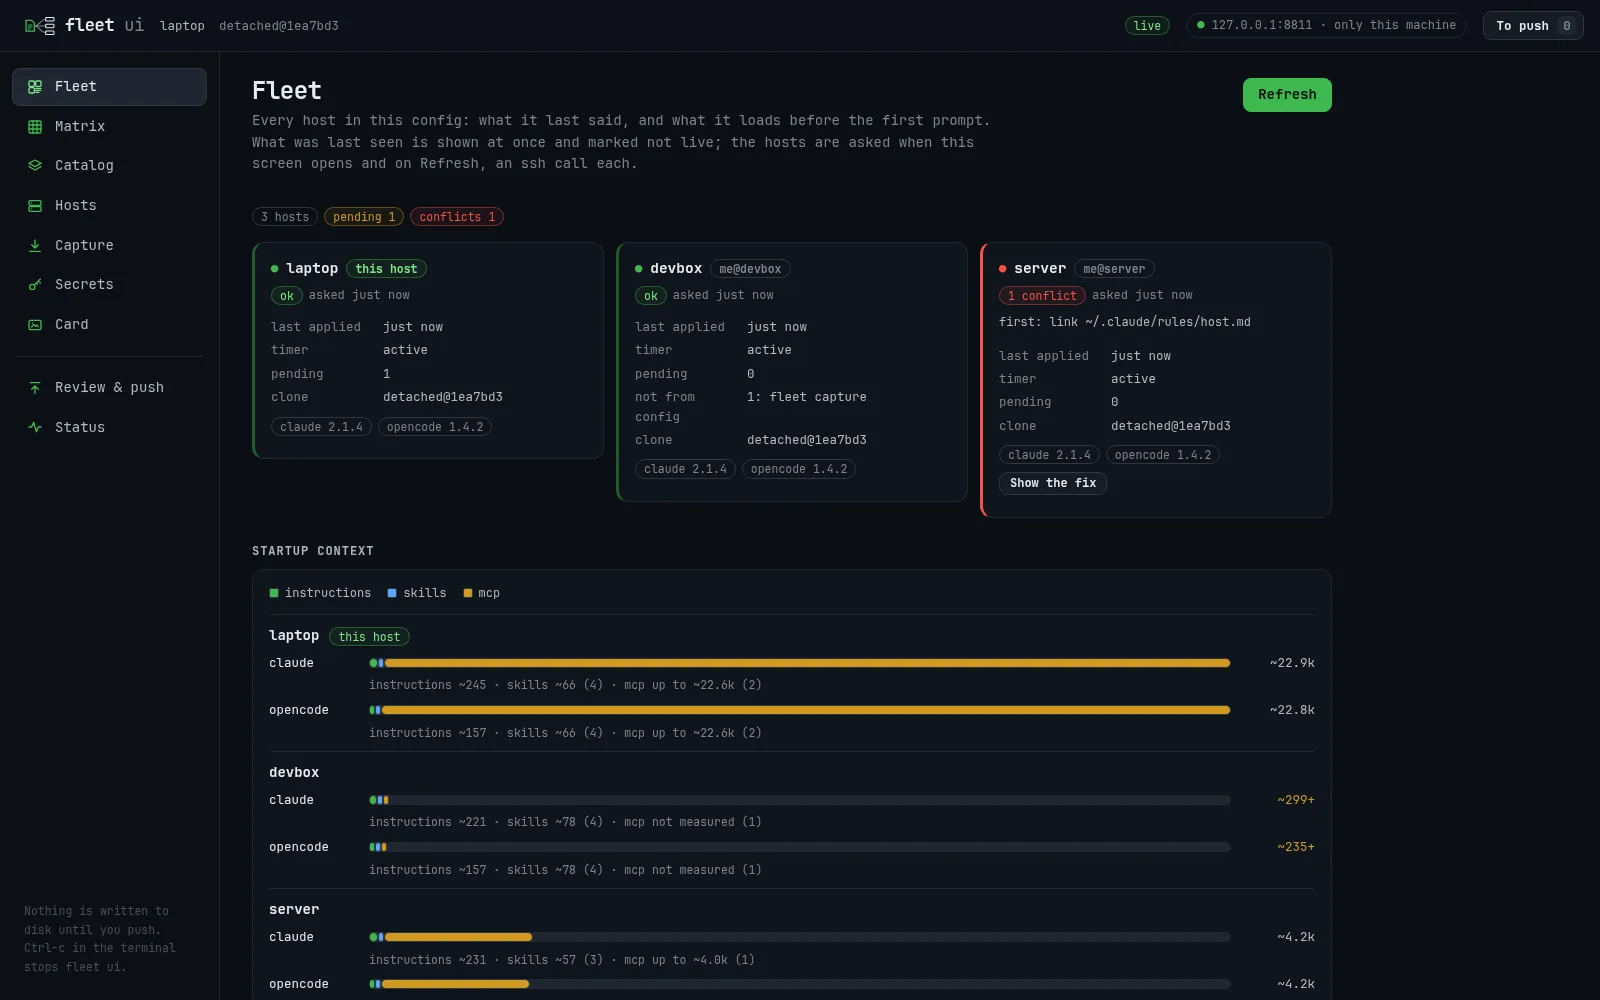 fleet ui laptop detached@1ea7bd3
live 127.0.0.1:8811 · only this machine To push 0
Fleet
Matrix
Catalog
Hosts
Capture
Secrets
Card
Review & push
Status
Nothing is written to
disk until you push.
Ctrl-c in the terminal
stops fleet ui.
Fleet
Refresh
Every host in this config: what it last said, and what it loads before the first prompt.
What was last seen is shown at once and marked not live; the hosts are asked when this
screen opens and on Refresh, an ssh call each.
3 hosts pending 1 conflicts 1
laptop this host
ok asked just now
last applied just now
timer active
pending 1
clone detached@1ea7bd3
claude 2.1.4 opencode 1.4.2
devbox me@devbox
ok asked just now
last applied just now
timer active
pending 0
not from 1: fleet capture
config
clone detached@1ea7bd3
claude 2.1.4 opencode 1.4.2
server me@server
1 conflict asked just now
first: link ~/.claude/rules/host.md
last applied just now
timer active
pending 0
clone detached@1ea7bd3
claude 2.1.4 opencode 1.4.2
Show the fix
STARTUP CONTEXT
instructions skills mcp
laptop this host
claude ~22.9k
instructions ~245 · skills ~66 (4) · mcp up to ~22.6k (2)
opencode ~22.8k
instructions ~157 · skills ~66 (4) · mcp up to ~22.6k (2)
devbox
claude ~299+
instructions ~221 · skills ~78 (4) · mcp not measured (1)
opencode ~235+
instructions ~157 · skills ~78 (4) · mcp not measured (1)
server
claude ~4.2k
instructions ~231 · skills ~57 (3) · mcp up to ~4.0k (1)
opencode ~4.2k